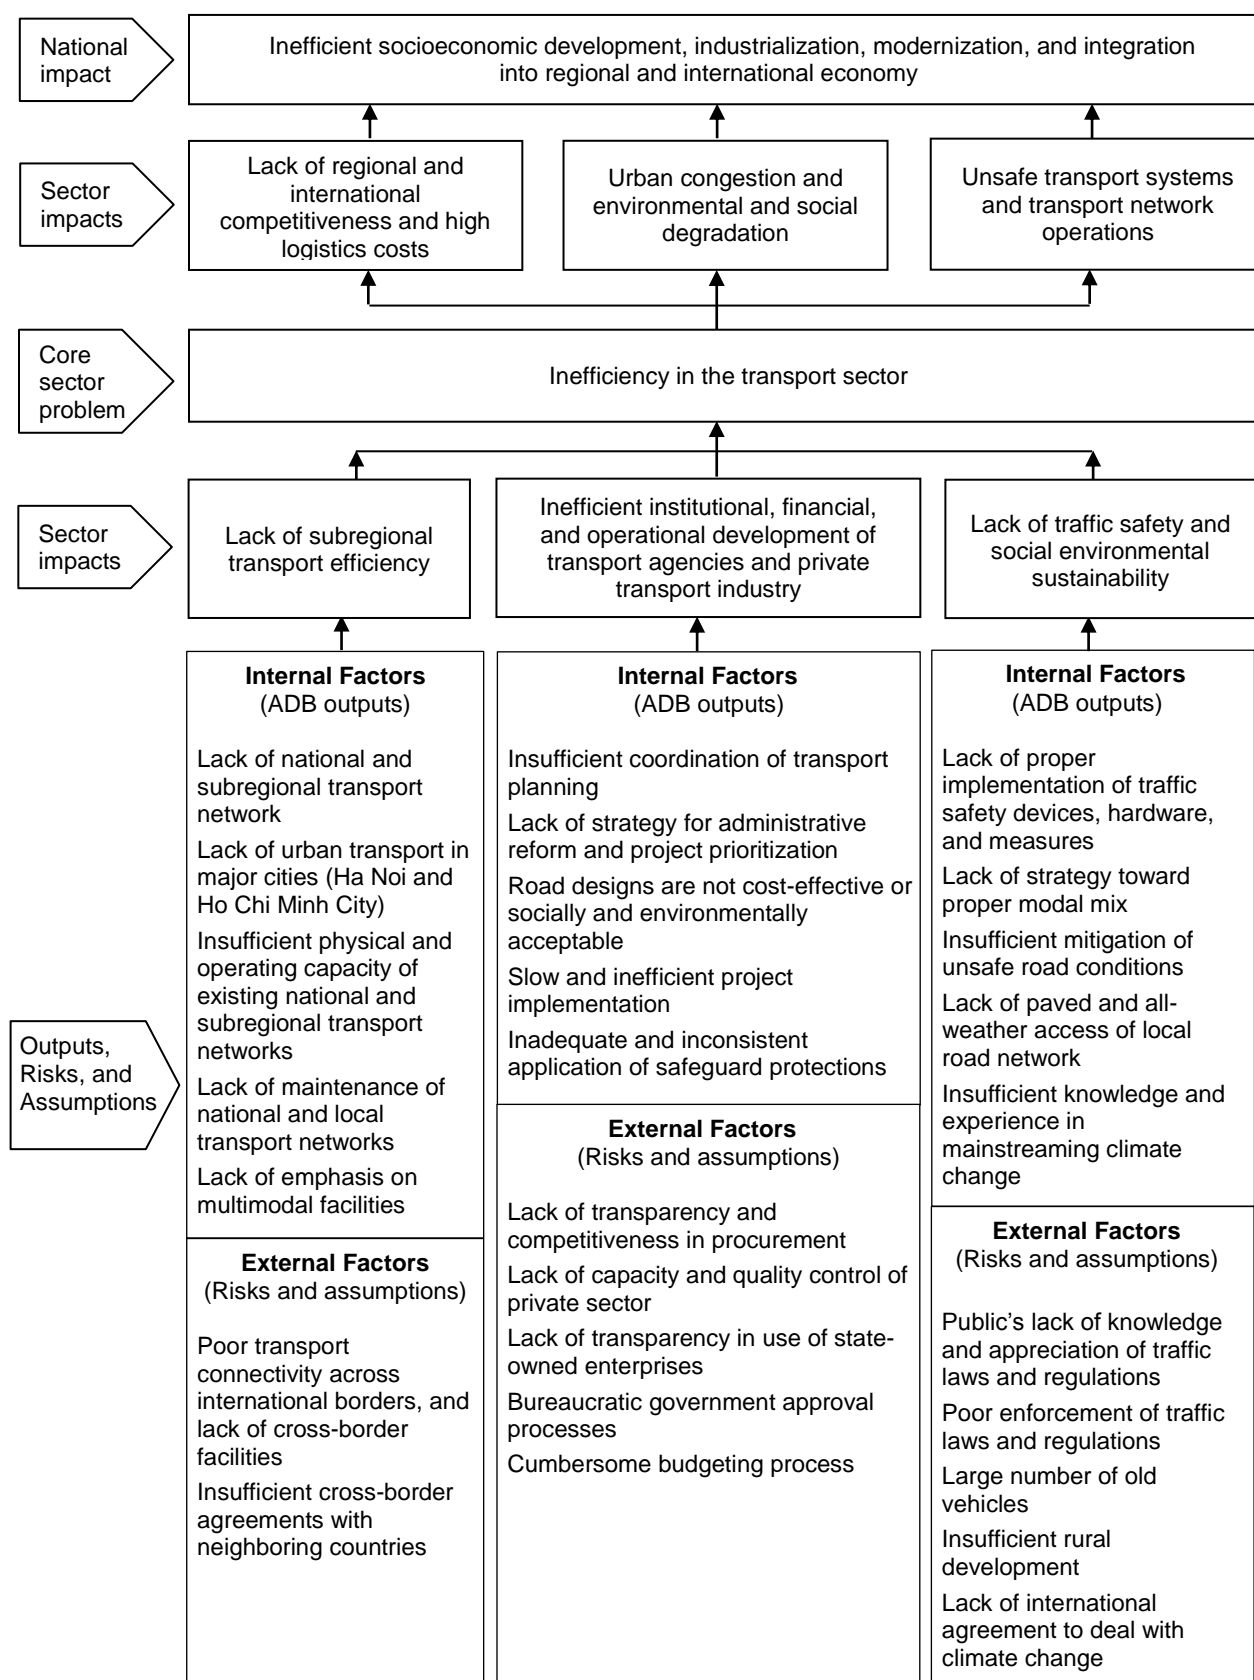 National
impact
Inefficient socioeconomic development, industrialization, modernization, and integration
into regional and international economy
Sector
impacts
Lack of regional and
international
competitiveness and high
logistics costs
Urban congestion and
environmental and social
degradation
Unsafe transport systems
and transport network
operations
Core
sector
problem
Inefficiency in the transport sector
Sector
impacts
Lack of subregional
transport efficiency
Inefficient institutional, financial,
and operational development of
transport agencies and private
transport industry
Lack of traffic safety and
social environmental
sustainability
Outputs,
Risks, and
Assumptions
Internal Factors
(ADB outputs)
Lack of national and
subregional transport
network
Lack of urban transport in
major cities (Ha Noi and
Ho Chi Minh City)
Insufficient physical and
operating capacity of
existing national and
subregional transport
networks
Lack of maintenance of
national and local
transport networks
Lack of emphasis on
multimodal facilities
External Factors
(Risks and assumptions)
Poor transport
connectivity across
international borders, and
lack of cross-border
facilities
Insufficient cross-border
agreements with
neighboring countries
Internal Factors
(ADB outputs)
Insufficient coordination of transport
planning
Lack of strategy for administrative
reform and project prioritization
Road designs are not cost-effective or
socially and environmentally
acceptable
Slow and inefficient project
implementation
Inadequate and inconsistent
application of safeguard protections
External Factors
(Risks and assumptions)
Lack of transparency and
competitiveness in procurement
Lack of capacity and quality control of
private sector
Lack of transparency in use of state-
owned enterprises
Bureaucratic government approval
processes
Cumbersome budgeting process
Internal Factors
(ADB outputs)
Lack of proper
implementation of traffic
safety devices, hardware,
and measures
Lack of strategy toward
proper modal mix
Insufficient mitigation of
unsafe road conditions
Lack of paved and all-
weather access of local
road network
Insufficient knowledge and
experience in
mainstreaming climate
change
External Factors
(Risks and assumptions)
Public’s lack of knowledge
and appreciation of traffic
laws and regulations
Poor enforcement of traffic
laws and regulations
Large number of old
vehicles
Insufficient rural
development
Lack of international
agreement to deal with
climate change